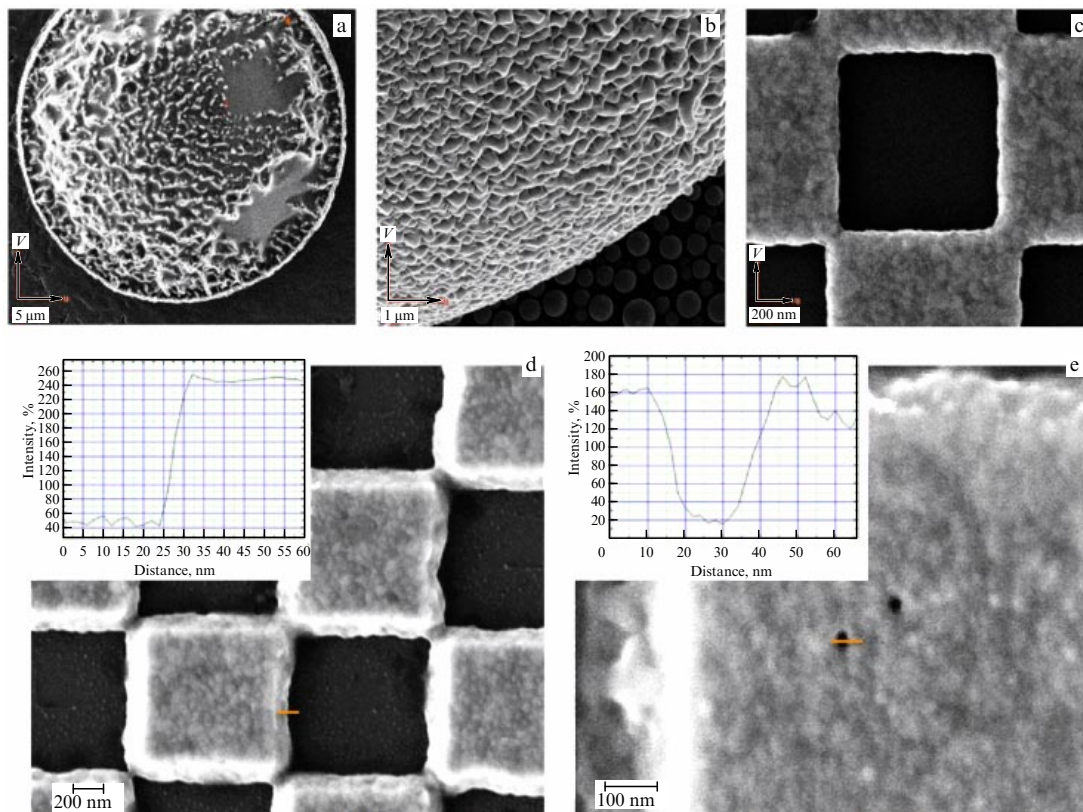 a
V
5 µm
b
V
1 µm
c
V
200 nm
d
Intensity, %
260
240
220
200
180
160
140
120
100
80
60
40
0 5 10 15 20 25 30 35 40 45 50 55 60
Distance, nm
200 nm
e
Intensity, %
200
180
160
140
120
100
80
60
40
20
0 10 20 30 40 50 60
Distance, nm
100 nm